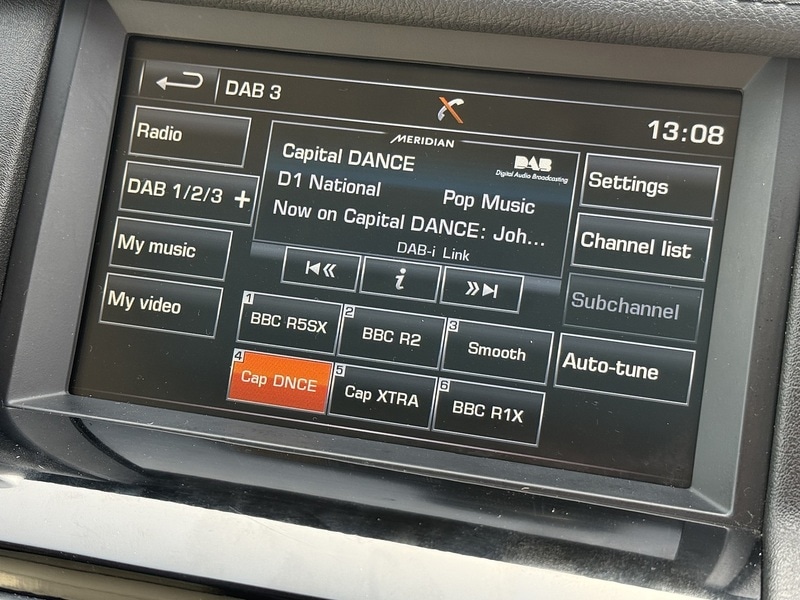 DAB 3
13:08
Radio
DAB 1/2/3 +
My music
My video
MERIDIAN
Capital DANCE
DAB
Digital Audio Broadcasting
D1 National
Pop Music
Now on Capital DANCE: Joh...
DAB-i Link
i
Settings
Channel list
Subchannel
Auto-tune
1 BBC R5SX
2 BBC R2
3 Smooth
4 Cap DNCE
5 Cap XTRA
6 BBC R1X